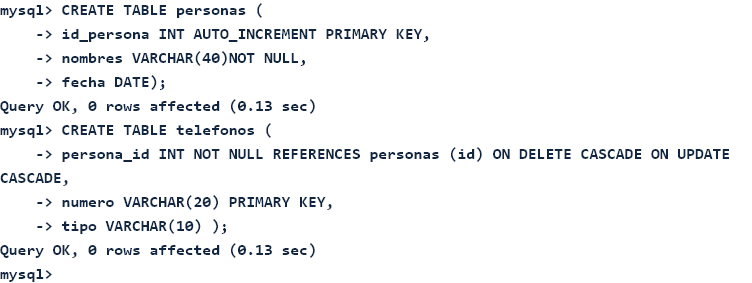 mysql> CREATE TABLE personas (
    -> id_persona INT AUTO_INCREMENT PRIMARY KEY,
    -> nombres VARCHAR(40)NOT NULL,
    -> fecha DATE);
Query OK, 0 rows affected (0.13 sec)
mysql> CREATE TABLE telefonos (
    -> persona_id INT NOT NULL REFERENCES personas (id) ON DELETE CASCADE ON UPDATE
CASCADE,
    -> numero VARCHAR(20) PRIMARY KEY,
    -> tipo VARCHAR(10) );
Query OK, 0 rows affected (0.13 sec)
mysql>